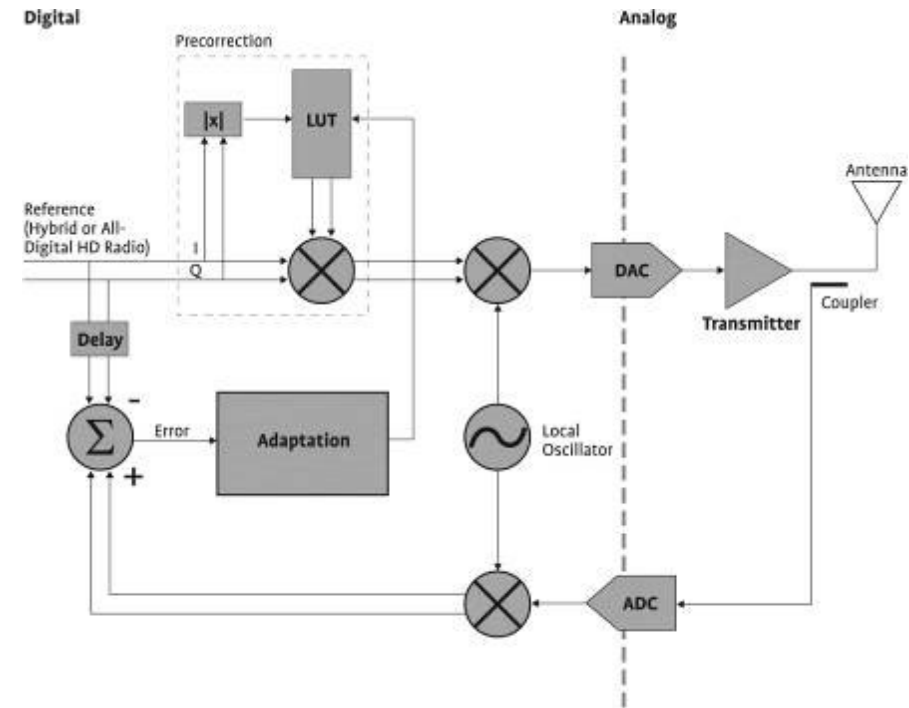 Digital
Analog
Precorrection
|x|
LUT
Antenna
Reference
(Hybrid or All-
Digital HD Radio)
I
Q
DAC
Coupler
Transmitter
Delay
-
Σ
Error
Adaptation
Local
Oscillator
+
ADC